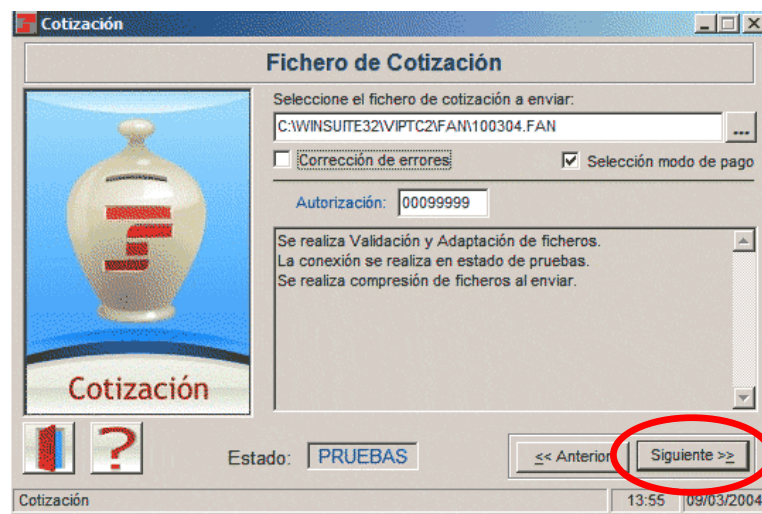 Cotización
Fichero de Cotización
Seleccione el fichero de cotización a enviar:
C:\WINSUITE32\VIPTC2\FAN\100304.FAN
...
Corrección de errores
Selección modo de pago
Autorización: 00099999
Se realiza Validación y Adaptación de ficheros.
La conexión se realiza en estado de pruebas.
Se realiza compresión de ficheros al enviar.
Cotización
?
Estado: PRUEBAS
<< Anterior
Siguiente >>
Cotización
13:55
09/03/2004